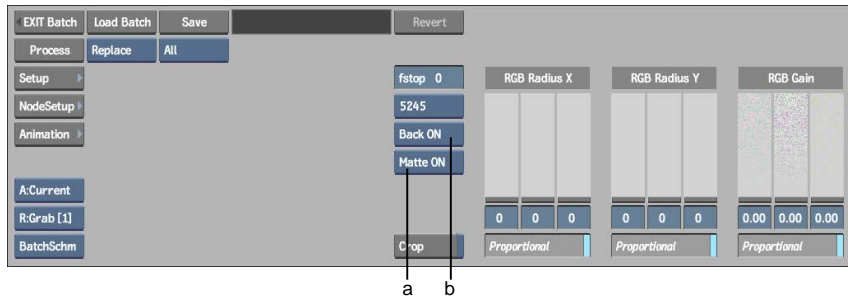 EXIT Batch Load Batch Save Revert
Process Replace All
Setup fstop 0 RGB Radius X RGB Radius Y RGB Gain
NodeSetup 5245
Animation Back ON
Matte ON
A:Current
R:Grab [1] 0 0 0 0 0 0 0.00 0.00 0.00
BatchSchm Crop Proportional Proportional Proportional
a b